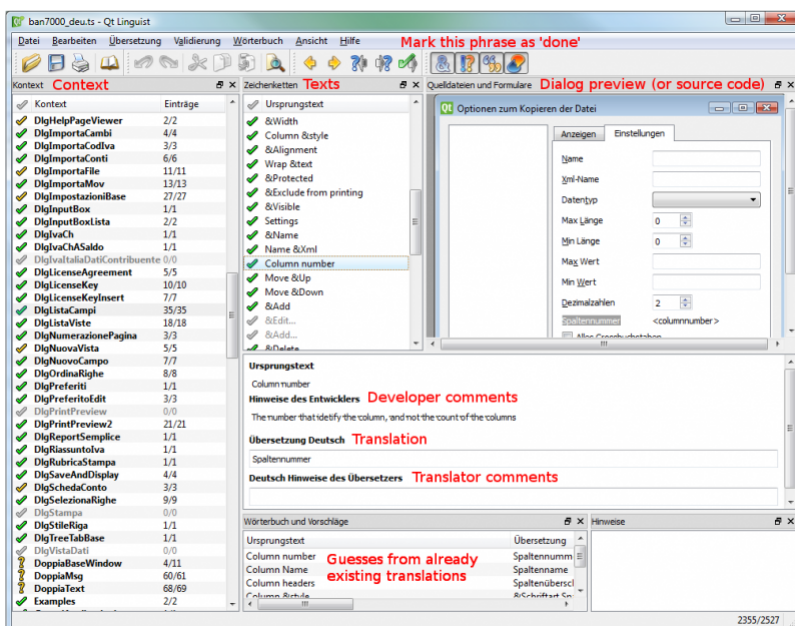 ban7000_deu.ts - Qt Linguist
Datei Bearbeiten Übersetzung Validierung Wörterbuch Ansicht Hilfe
Mark this phrase as 'done'
Kontext Context
Kontext Einträge
DlgHelpPageViewer 2/2
DlgImportaCambi 4/4
DlgImportaCodIva 3/3
DlgImportaConti 6/6
DlgImportaFile 11/11
DlgImportaMov 13/13
DlgImpostazioniBase 27/27
DlgInputBox 1/1
DlgInputBoxLista 2/2
DlgIvaCh 1/1
DlgIvaChASaldo 1/1
DlgIvaItaliaDatiContribuente 0/0
DlgLicenseAgreement 5/5
DlgLicenseKey 10/10
DlgLicenseKeyInsert 7/7
DlgListaCampi 35/35
DlgListaViste 18/18
DlgNumerazionePagina 3/3
DlgNuovaVista 5/5
DlgNuovoCampo 7/7
DlgOrdinaRighe 8/8
DlgPreferiti 1/1
DlgPreferitoEdit 3/3
DlgPrintPreview 0/0
DlgPrintPreview2 21/21
DlgReportSemplice 1/1
DlgRiassuntoIva 1/1
DlgRubricaStampa 1/1
DlgSaveAndDisplay 4/4
DlgSchedaConto 3/3
DlgSelezionaRighe 9/9
DlgStampa 0/0
DlgStileRiga 1/1
DlgTreeTabBase 1/1
DlgVistaDati 0/0
DoppiaBaseWindow 4/11
DoppiaMsg 60/61
DoppiaText 68/69
Examples 2/2
Zeichenketten Texts
Ursprungstext
&Width
Column &style
&Alignment
Wrap &text
&Protected
&Exclude from printing
&Visible
Settings
&Name
Name &Xml
Column number
Move &Up
Move &Down
&Add
&Edit...
&Add...
&Delete
Quelldateien und Formulare Dialog preview (or source code)
Optionen zum Kopieren der Datei
Anzeigen Einstellungen
Name
Xml-Name
Datentyp
Max Länge 0
Min Länge 0
Max Wert
Min Wert
Dezimalzahlen 2
Spaltennummer <columnnumber>
Ursprungstext
Column number
Hinweise des Entwicklers Developer comments
The number that idetify the column, and not the count of the columns
Übersetzung Deutsch Translation
Spaltennummer
Deutsch Hinweise des Übersetzers Translator comments
Wörterbuch und Vorschläge
Ursprungstext Übersetzung
Column number Spaltennumm
Column Name Spaltenname
Column headers Spaltenübersc
Column &style &Schriftart Sp
Guesses from already
existing translations
Hinweise
2355/2527